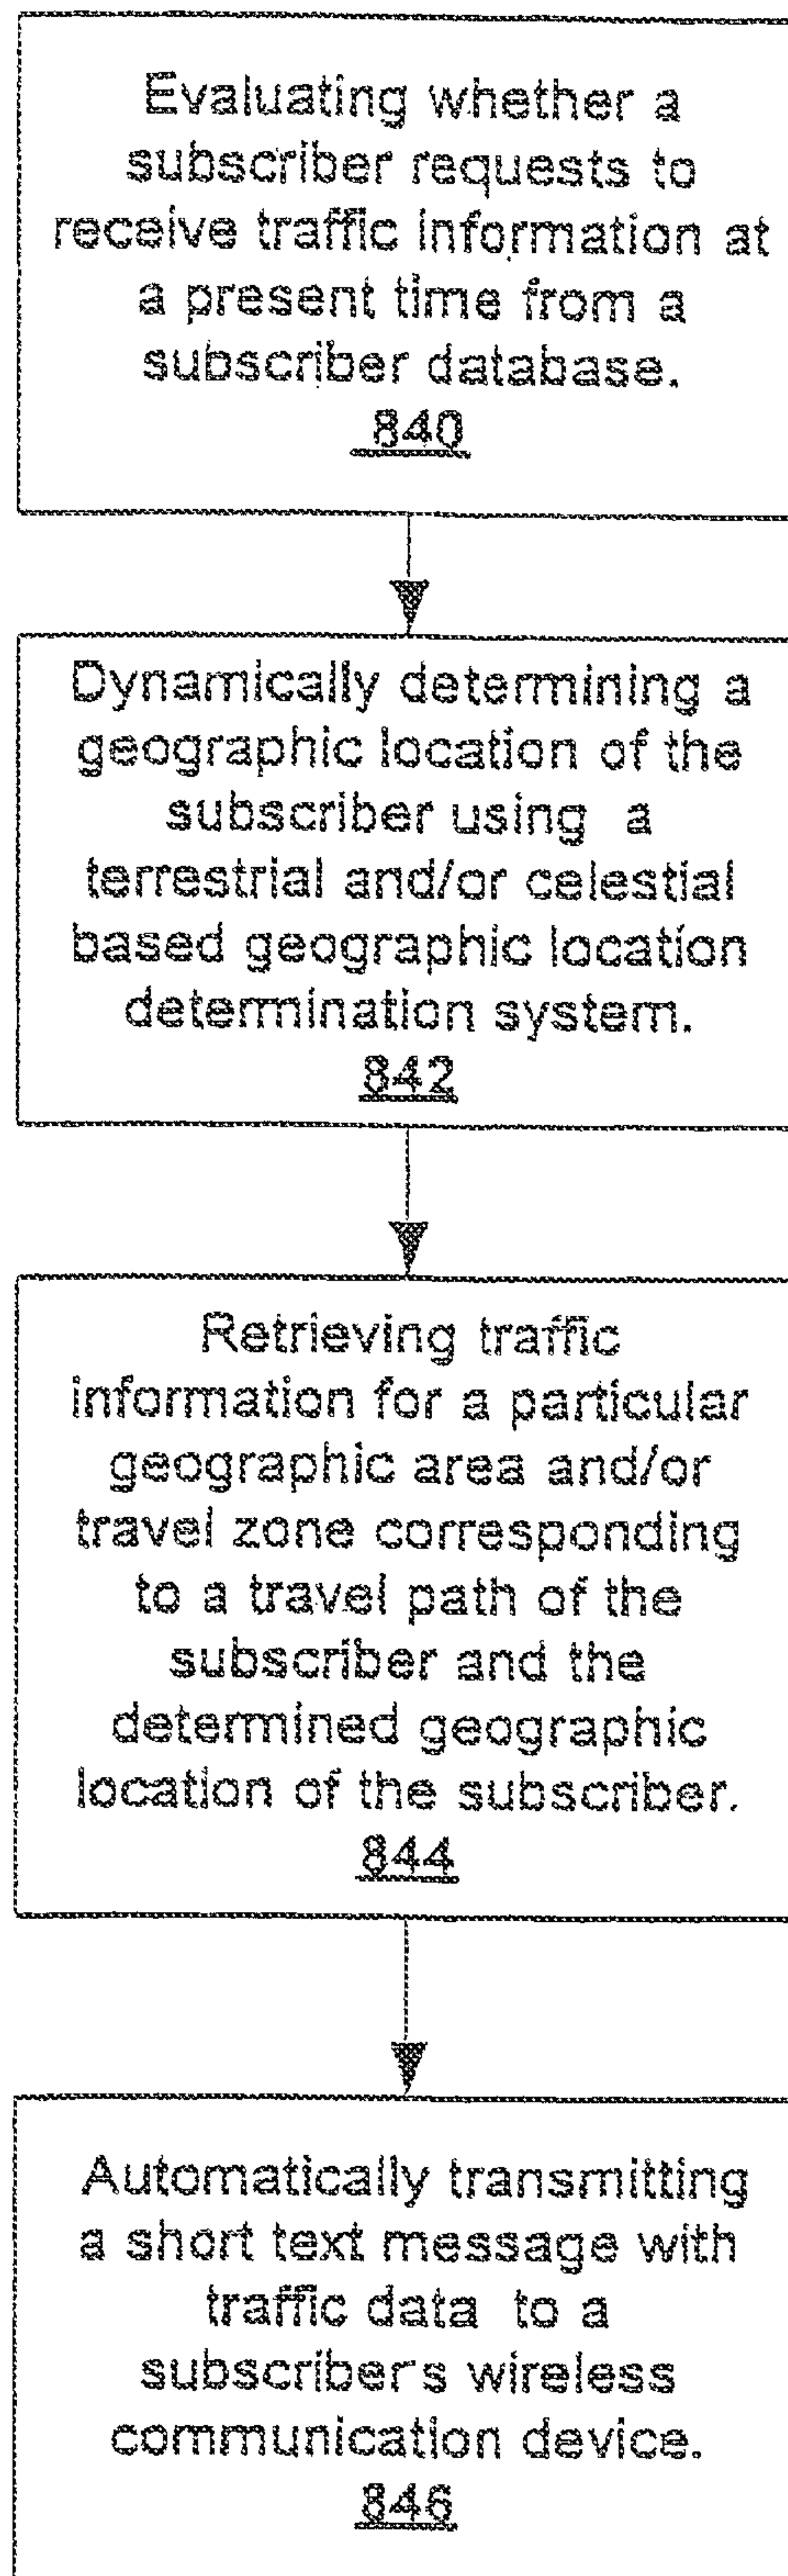 Evaluating whether a
subscriber requests to
receive traffic information at
a present time from a
subscriber database.
840
Dynamically determining a
geographic location of the
subscriber using a
terrestrial and/or celestial
based geographic location
determination system.
842
Retrieving traffic
information for a particular
geographic area and/or
travel zone corresponding
to a travel path of the
subscriber and the
determined geographic
location of the subscriber.
844
Automatically transmitting
a short text message with
traffic data to a
subscriber's wireless
communication device.
846